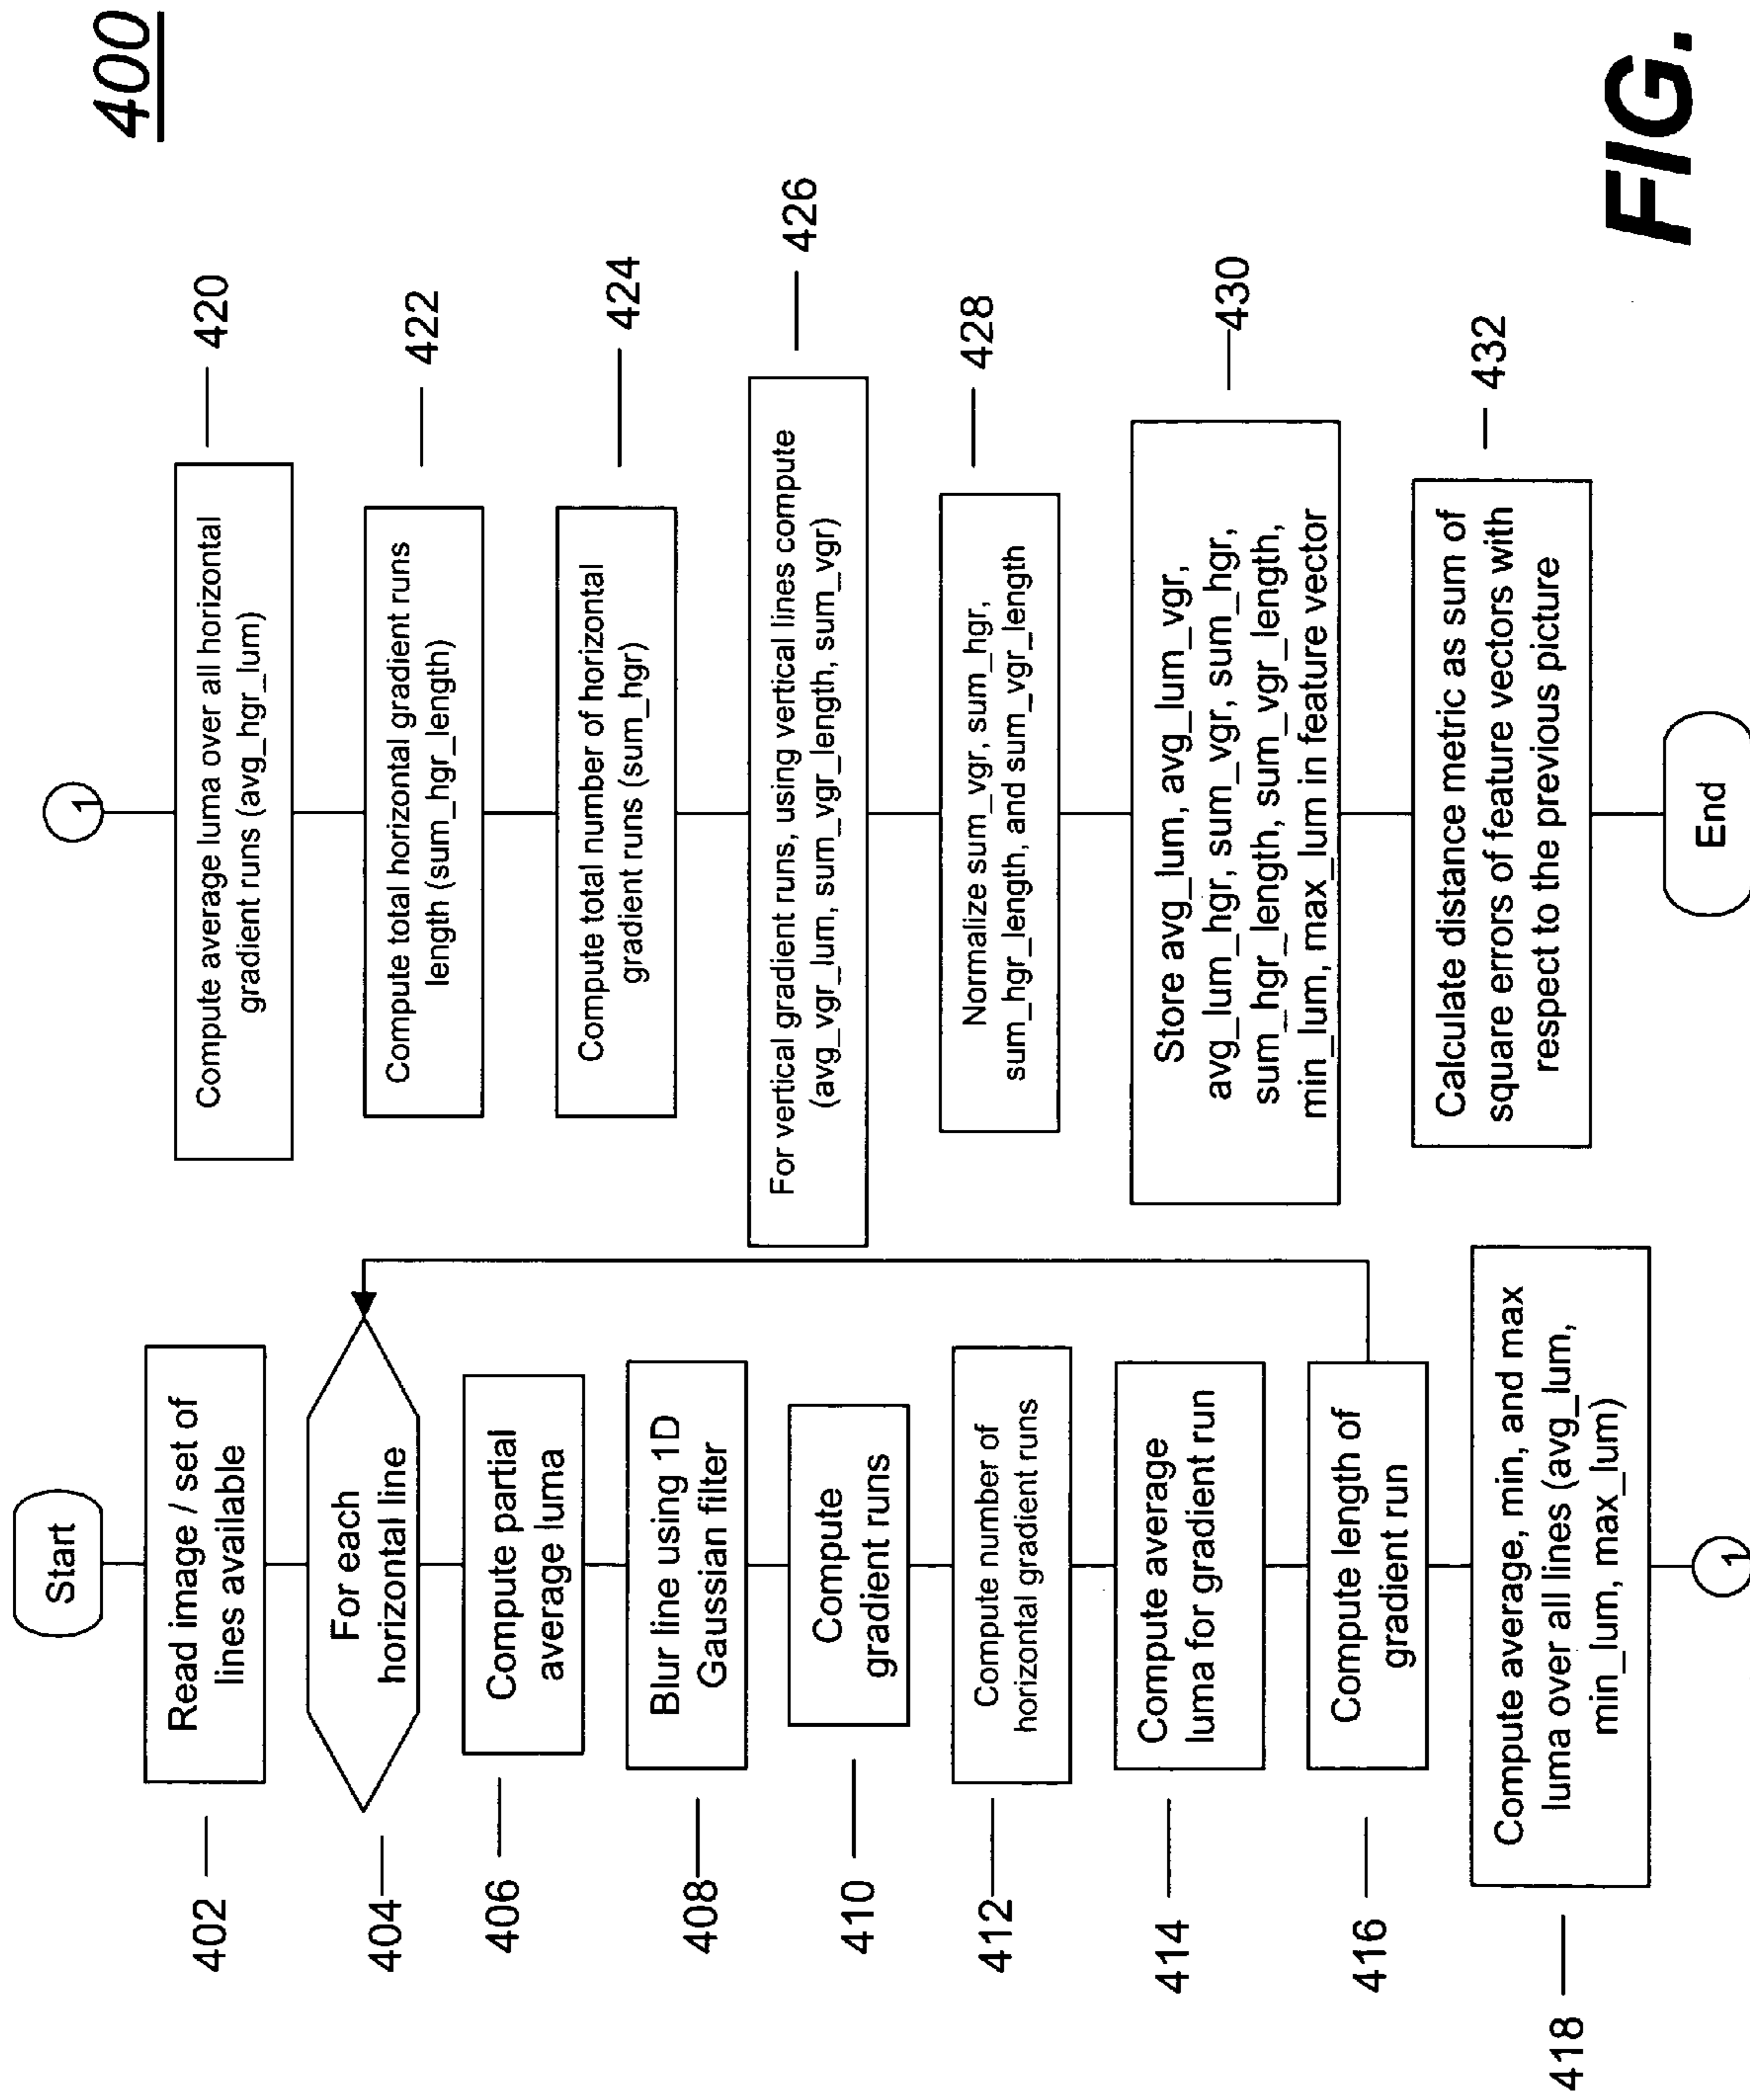 400
Start
402
Read image / set of
lines available
404
For each
horizontal line
406
Compute partial
average luma
408
Blur line using 1D
Gaussian filter
410
Compute
gradient runs
412
Compute number of
horizontal gradient runs
414
Compute average
luma for gradient run
416
Compute length of
gradient run
418
Compute average, min, and max
luma over all lines (avg_lum,
min_lum, max_lum)
1
1
Compute average luma over all horizontal
gradient runs (avg_hgr_lum)
420
Compute total horizontal gradient runs
length (sum_hgr_length)
422
Compute total number of horizontal
gradient runs (sum_hgr)
424
For vertical gradient runs, using vertical lines compute
(avg_vgr_lum, sum_vgr_length, sum_vgr)
426
Normalize sum_vgr, sum_hgr,
sum_hgr_length, and sum_vgr_length
428
Store avg_lum, avg_lum_vgr,
avg_lum_hgr, sum_vgr, sum_hgr,
sum_hgr_length, sum_vgr_length,
min_lum, max_lum in feature vector
430
Calculate distance metric as sum of
square errors of feature vectors with
respect to the previous picture
432
End
FIG.